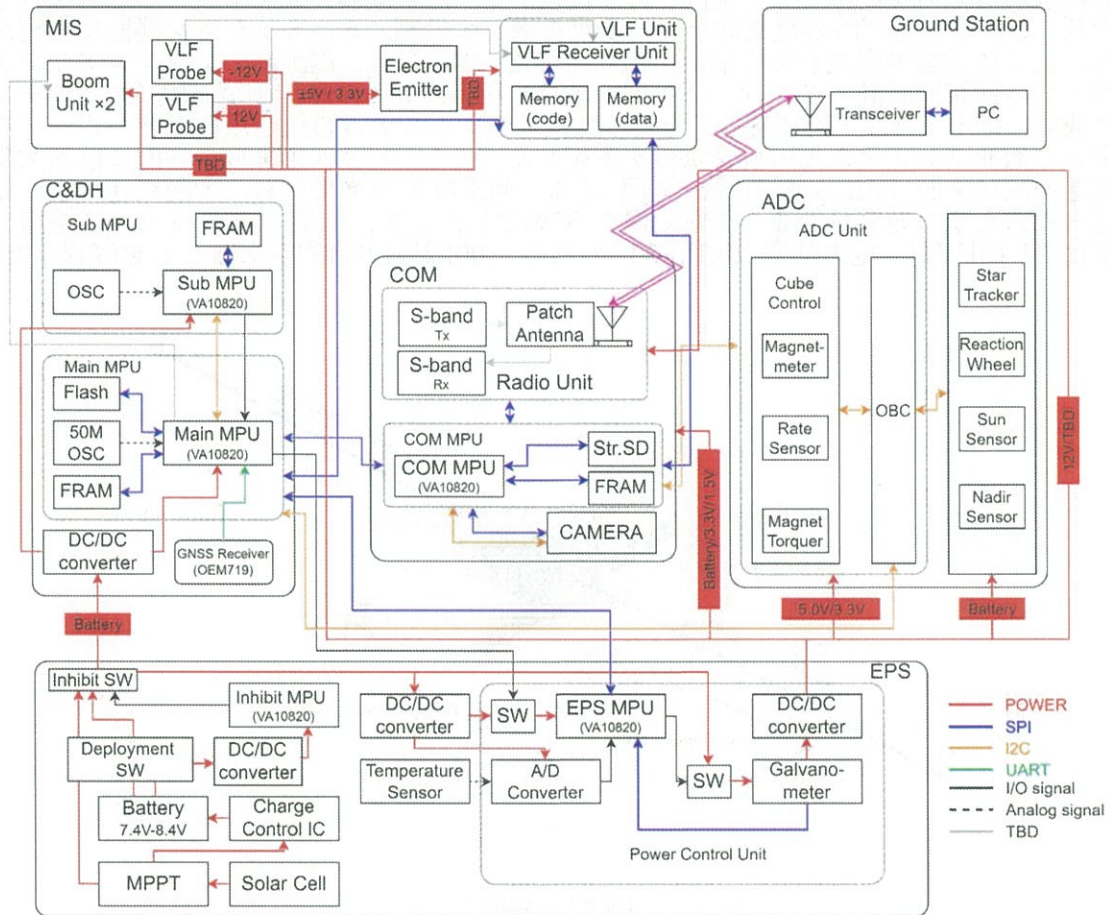 MIS
VLF Unit
VLF
Probe
-12V
VLF
Probe
12V
Boom
Unit ×2
±5V / 3.3V
Electron
Emitter
TBD
VLF Receiver Unit
Memory
(code)
Memory
(data)
TBD
Ground Station
Transceiver
PC
C&DH
Sub MPU
FRAM
OSC
Sub MPU
(VA10820)
Main MPU
Flash
50M
OSC
FRAM
Main MPU
(VA10820)
DC/DC
converter
GNSS Receiver
(OEM719)
Battery
COM
S-band
Tx
S-band
Rx
Patch
Antenna
Radio Unit
COM MPU
COM MPU
(VA10820)
Str.SD
FRAM
CAMERA
Battery/3.3V/1.5V
ADC
ADC Unit
Cube
Control
Magnet-
meter
Rate
Sensor
Magnet
Torquer
OBC
Star
Tracker
Reaction
Wheel
Sun
Sensor
Nadir
Sensor
12V/TBD
5.0V/3.3V
Battery
EPS
Inhibit SW
Inhibit MPU
(VA10820)
Deployment
SW
DC/DC
converter
Battery
7.4V-8.4V
Charge
Control IC
MPPT
Solar Cell
DC/DC
converter
SW
EPS MPU
(VA10820)
Temperature
Sensor
A/D
Converter
SW
DC/DC
converter
Galvano-
meter
Power Control Unit
POWER
SPI
I2C
UART
I/O signal
Analog signal
TBD